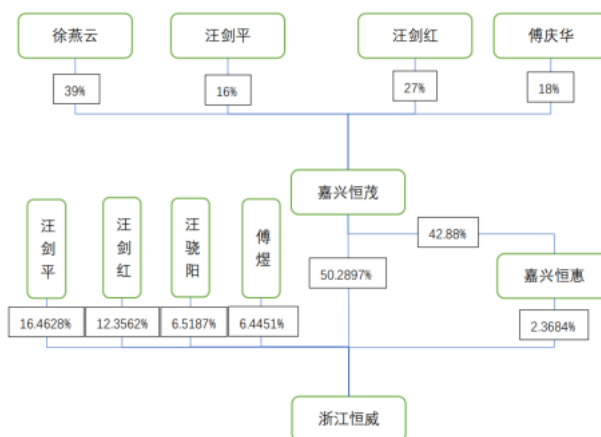 徐燕云
汪剑平
汪剑红
傅庆华
39%
16%
27%
18%
嘉兴恒茂
汪剑平
汪剑红
汪骁阳
傅煜
42.88%
50.2897%
嘉兴恒惠
16.4628%
12.3562%
6.5187%
6.4451%
2.3684%
浙江恒威